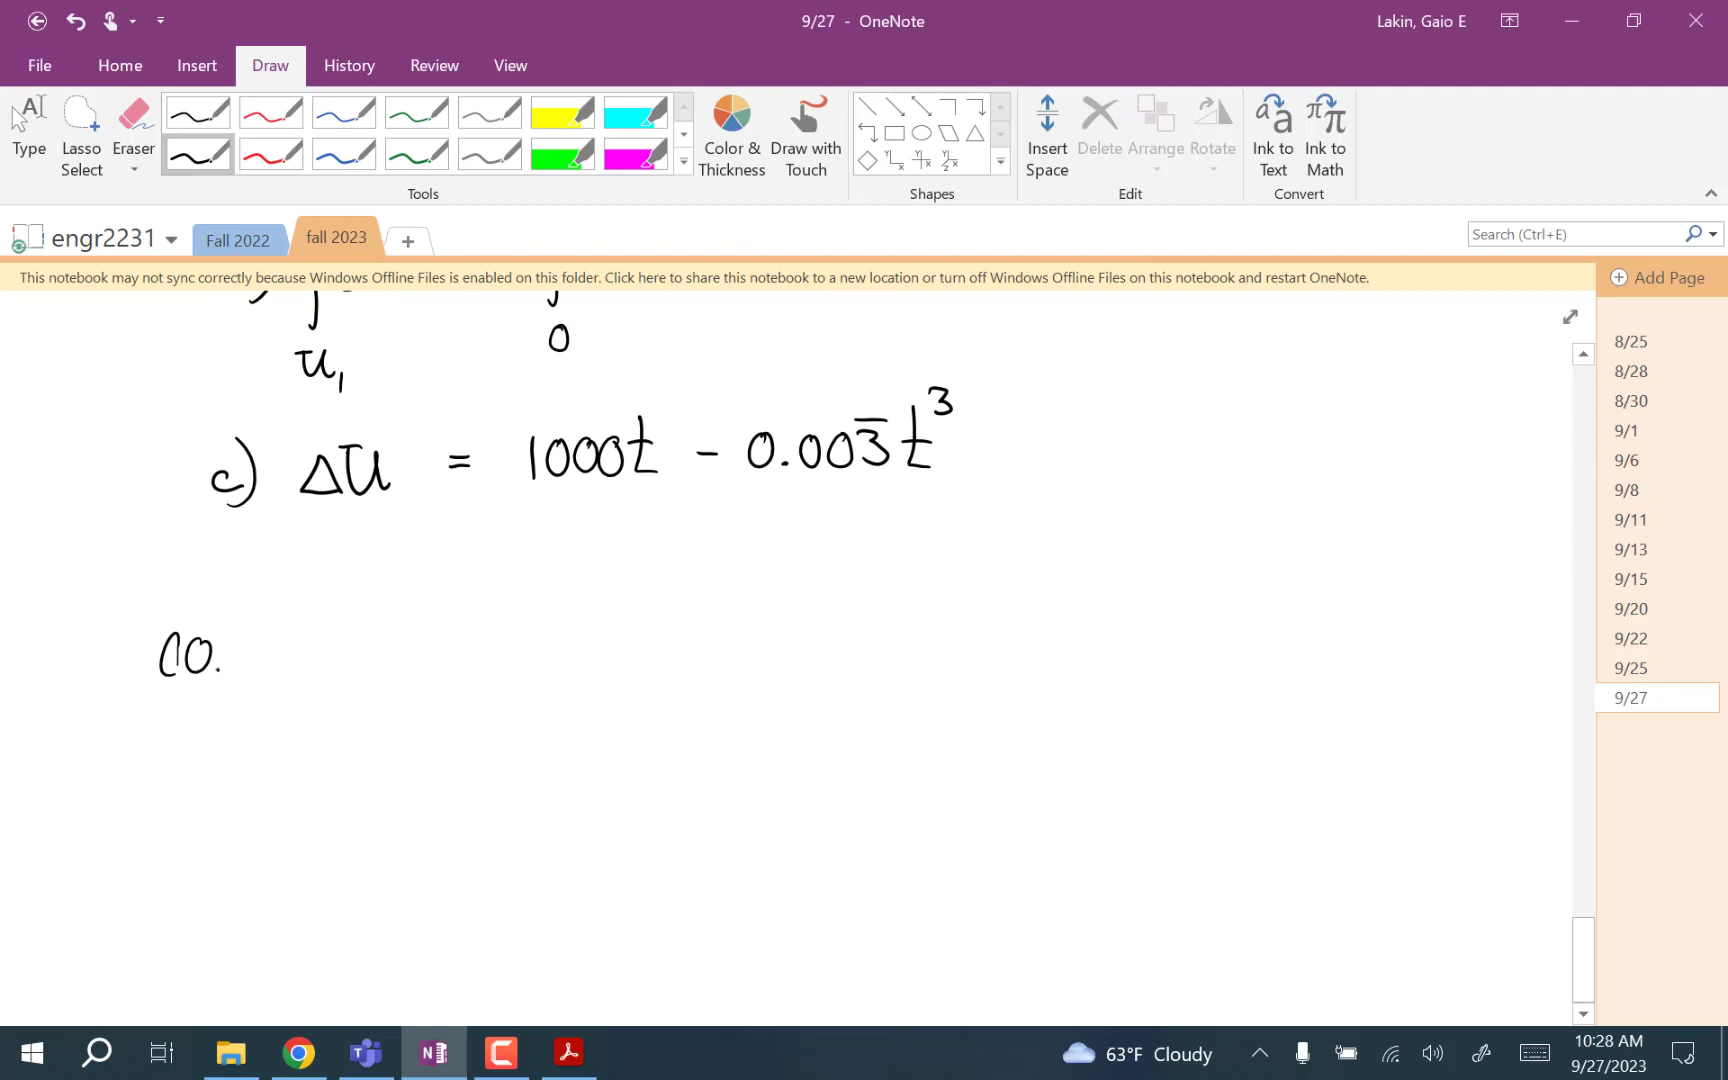 9/27 - OneNote
Lakin, Gaio E
File Home Insert Draw History Review View
Type
Lasso Select
Eraser
Color & Thickness
Draw with Touch
Insert Space
Delete
Arrange
Rotate
Ink to Text
Ink to Math
Tools
Shapes
Edit
Convert
engr2231
Fall 2022
fall 2023
Search (Ctrl+E)
This notebook may not sync correctly because Windows Offline Files is enabled on this folder. Click here to share this notebook to a new location or turn off Windows Offline Files on this notebook and restart OneNote.
Add Page
8/25
8/28
8/30
9/1
9/6
9/8
9/11
9/13
9/15
9/20
9/22
9/25
9/27
U₁ 0
c) ΔU = 1000t - 0.003̅ t³
63°F Cloudy
10:28 AM
9/27/2023